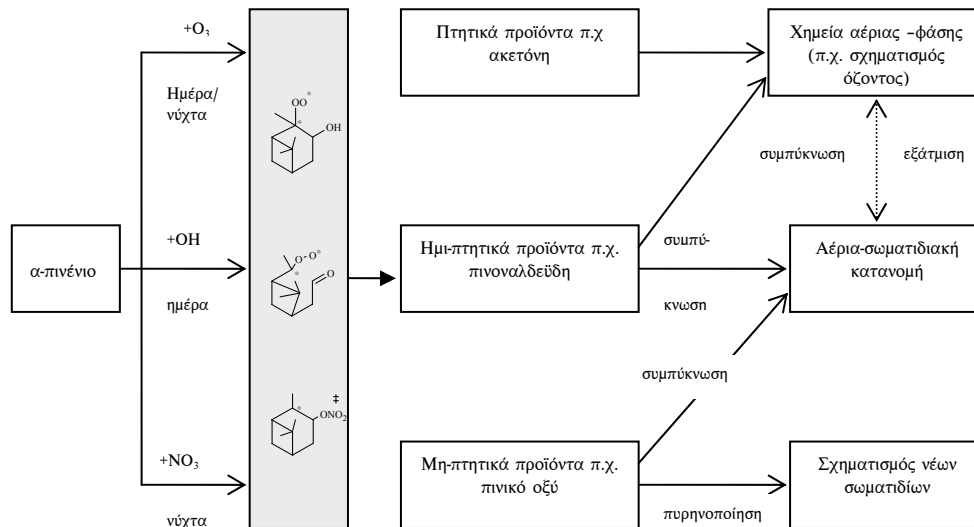 +O3
Ημέρα/
νύχτα
OO*
*
OH
Πτητικά προϊόντα π.χ
ακετόνη
Χημεία αέριας –φάσης
(π.χ. σχηματισμός
όζοντος)
συμπύκνωση
εξάτμιση
α-πινένιο
+OH
ημέρα
O-O*
*
O
Ημι-πτητικά προϊόντα π.χ.
πινοναλδεϋδη
συμπύ-
κνωση
Αέρια-σωματιδιακή
κατανομή
συμπύκνωση
+NO3
νύχτα
‡
*
ONO2
Μη-πτητικά προϊόντα π.χ.
πινικό οξύ
πυρηνοποίηση
Σχηματισμός νέων
σωματιδίων